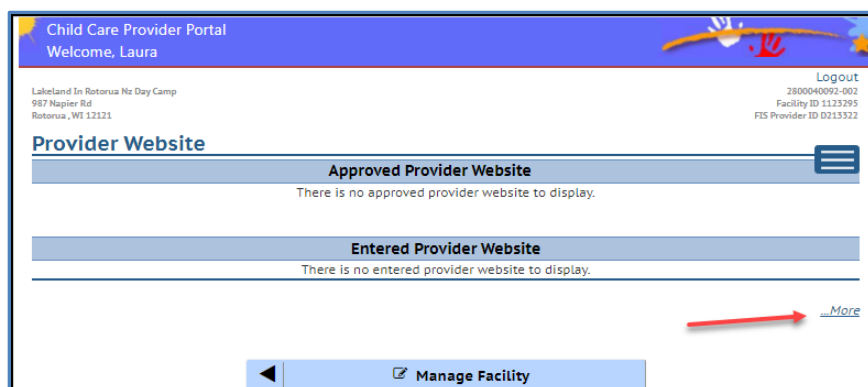 Child Care Provider Portal
Welcome, Laura
Logout
Lakeland In Rotorua Nz Day Camp
987 Napier Rd
Rotorua , WI 12121
2800040092-002
Facility ID 1123295
FIS Provider ID D213322
Provider Website
Approved Provider Website
There is no approved provider website to display.
Entered Provider Website
There is no entered provider website to display.
...More
Manage Facility